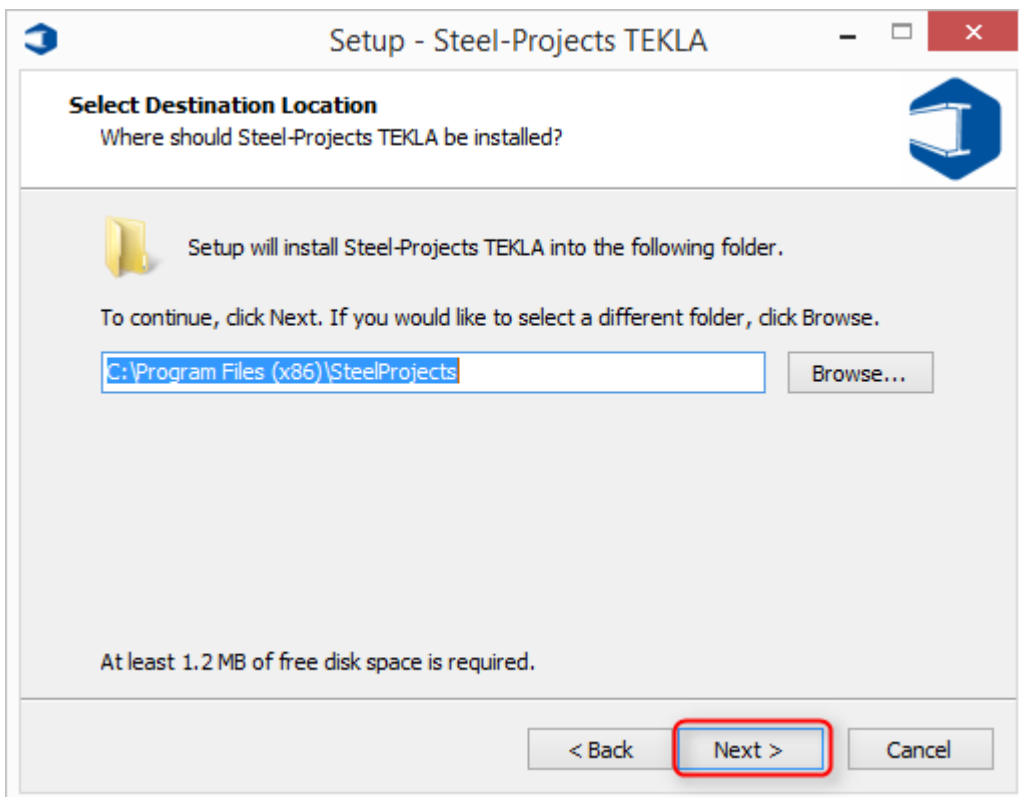 Setup - Steel-Projects TEKLA
Select Destination Location
Where should Steel-Projects TEKLA be installed?
Setup will install Steel-Projects TEKLA into the following folder.
To continue, click Next. If you would like to select a different folder, click Browse.
C:\Program Files (x86)\SteelProjects
Browse...
At least 1.2 MB of free disk space is required.
< Back
Next >
Cancel